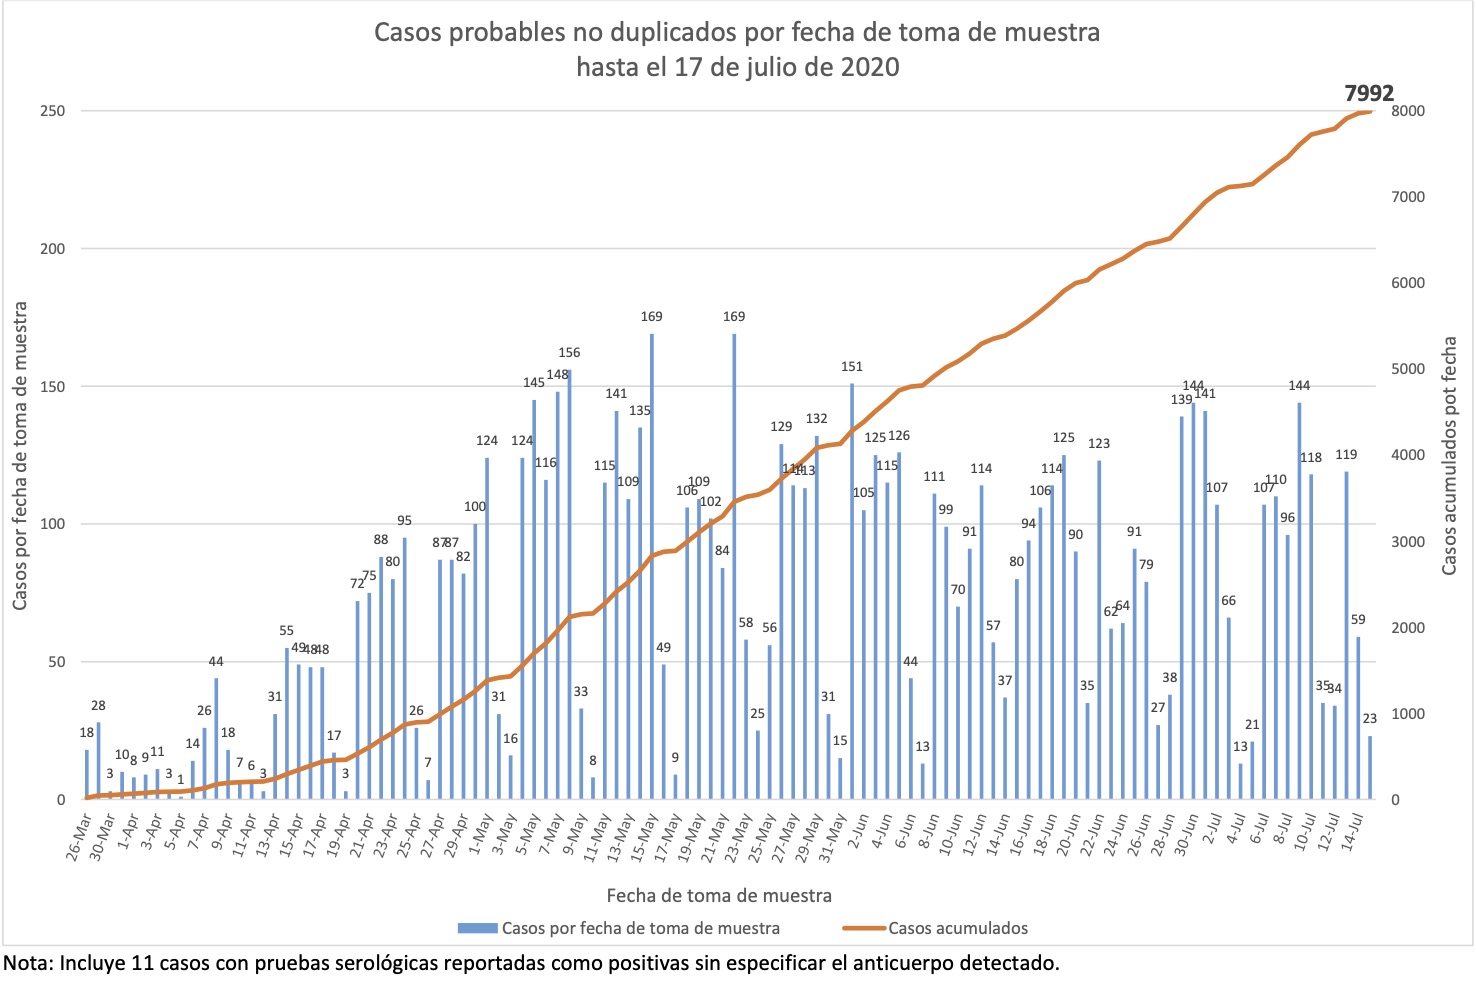 Casos probables no duplicados por fecha de toma de muestra
hasta el 17 de julio de 2020
7992
250
200
150
100
50
0
8000
7000
6000
5000
4000
3000
2000
1000
0
Casos por fecha de toma de muestra
Casos acumulados pot fecha
18
28
3
10
8
9
11
3
1
14
26
44
18
7
6
3
31
55
49
48
48
17
3
72
75
88
80
95
26
7
87
87
82
100
124
31
16
124
145
116
148
156
33
8
115
141
109
135
169
49
9
106
109
102
84
169
58
25
56
129
114
113
132
31
15
151
105
125
115
126
44
13
111
99
70
91
114
57
37
80
94
106
114
125
90
35
123
62
64
91
79
27
38
139
144
141
107
66
13
21
107
110
96
144
118
35
34
119
59
23
26-Mar
30-Mar
1-Apr
3-Apr
5-Apr
7-Apr
9-Apr
11-Apr
13-Apr
15-Apr
17-Apr
19-Apr
21-Apr
23-Apr
25-Apr
27-Apr
29-Apr
1-May
3-May
5-May
7-May
9-May
11-May
13-May
15-May
17-May
19-May
21-May
23-May
25-May
27-May
29-May
31-May
2-Jun
4-Jun
6-Jun
8-Jun
10-Jun
12-Jun
14-Jun
16-Jun
18-Jun
20-Jun
22-Jun
24-Jun
26-Jun
28-Jun
30-Jun
2-Jul
4-Jul
6-Jul
8-Jul
10-Jul
12-Jul
14-Jul
Fecha de toma de muestra
Casos por fecha de toma de muestra
Casos acumulados
Nota: Incluye 11 casos con pruebas serológicas reportadas como positivas sin especificar el anticuerpo detectado.